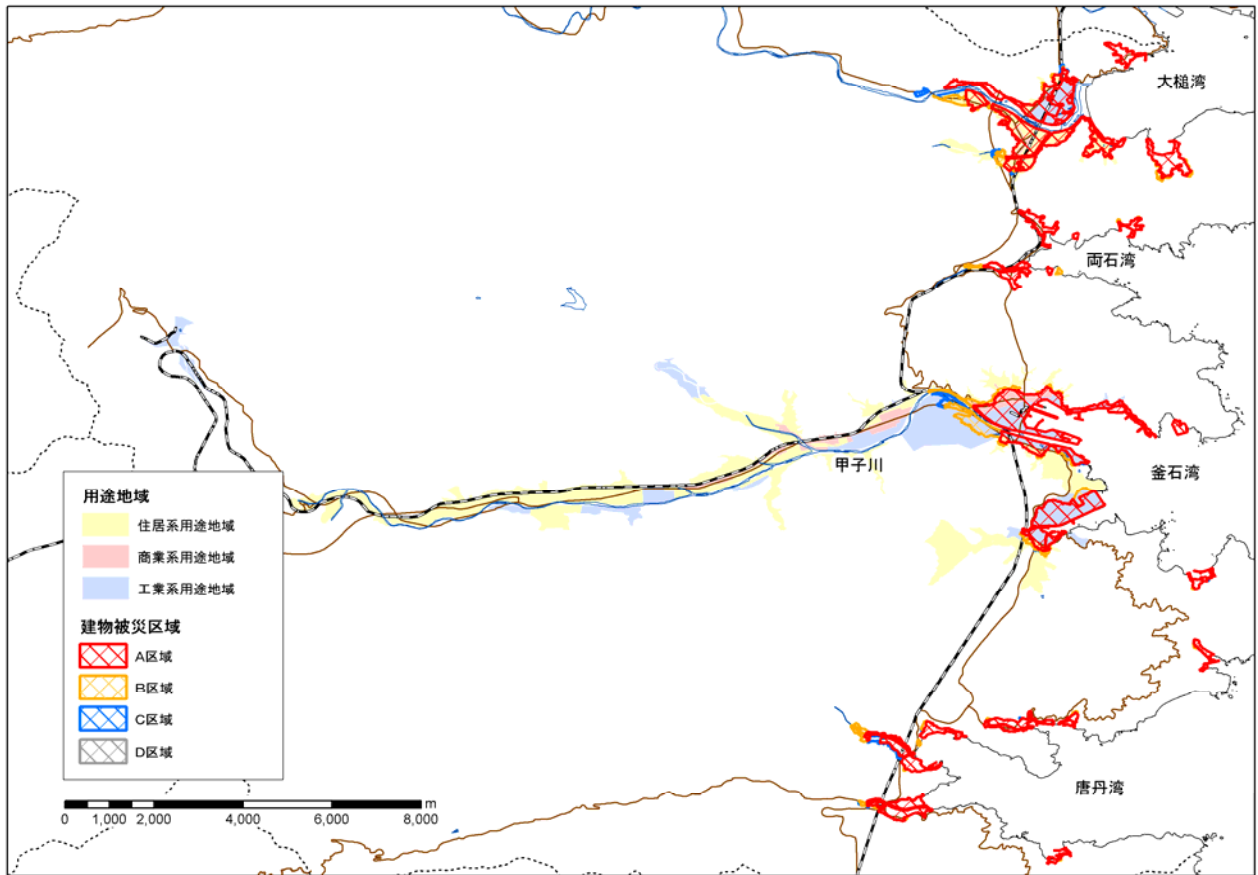 大槌湾
両石湾
甲子川
釜石湾
唐丹湾
用途地域
住居系用途地域
商業系用途地域
工業系用途地域
建物被災区域
A区域
B区域
C区域
D区域
m
0 1,000 2,000 4,000 6,000 8,000